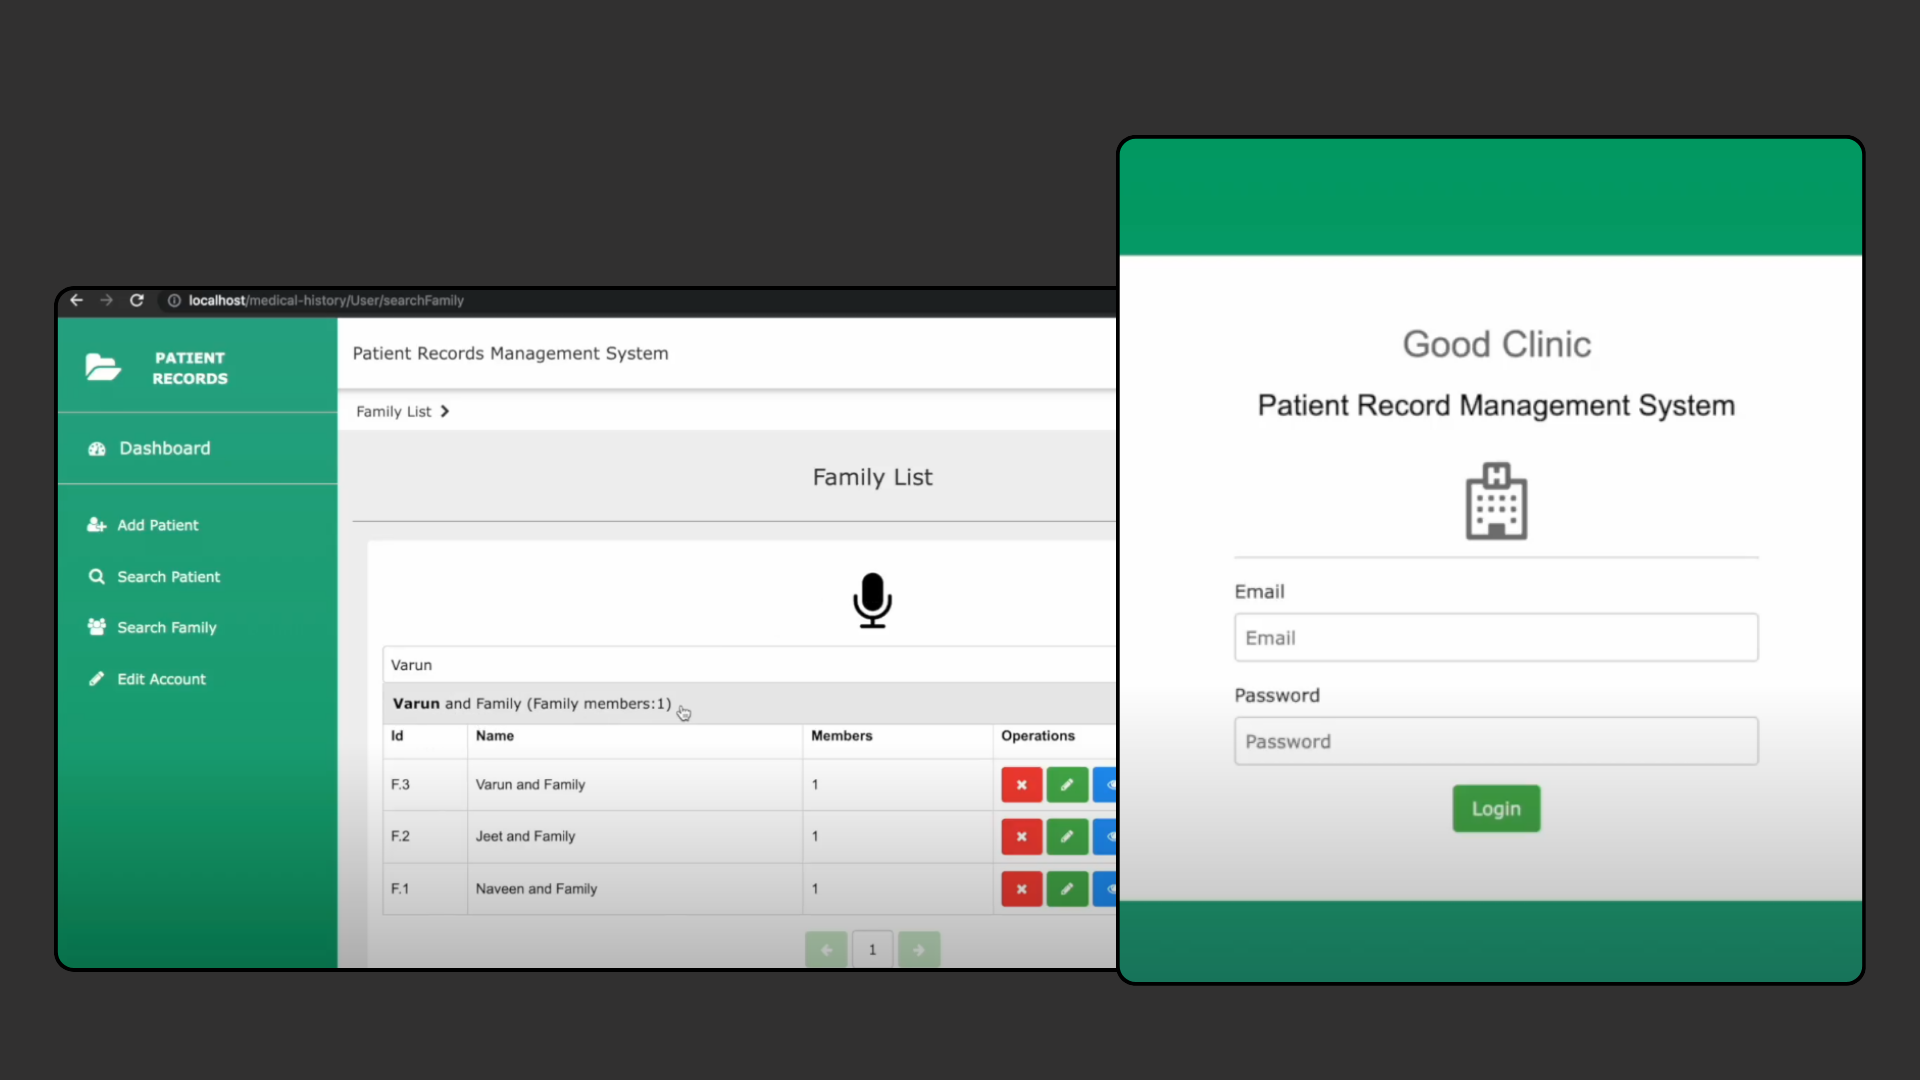 localhost/medical-history/User/searchFamily
PATIENT
RECORDS
Dashboard
Add Patient
Search Patient
Search Family
Edit Account
Patient Records Management System
Family List
Family List
Varun
Varun and Family (Family members:1)
Id Name Members Operations
F.3 Varun and Family 1
F.2 Jeet and Family 1
F.1 Naveen and Family 1
1
Good Clinic
Patient Record Management System
H
Email
Email
Password
Password
Login